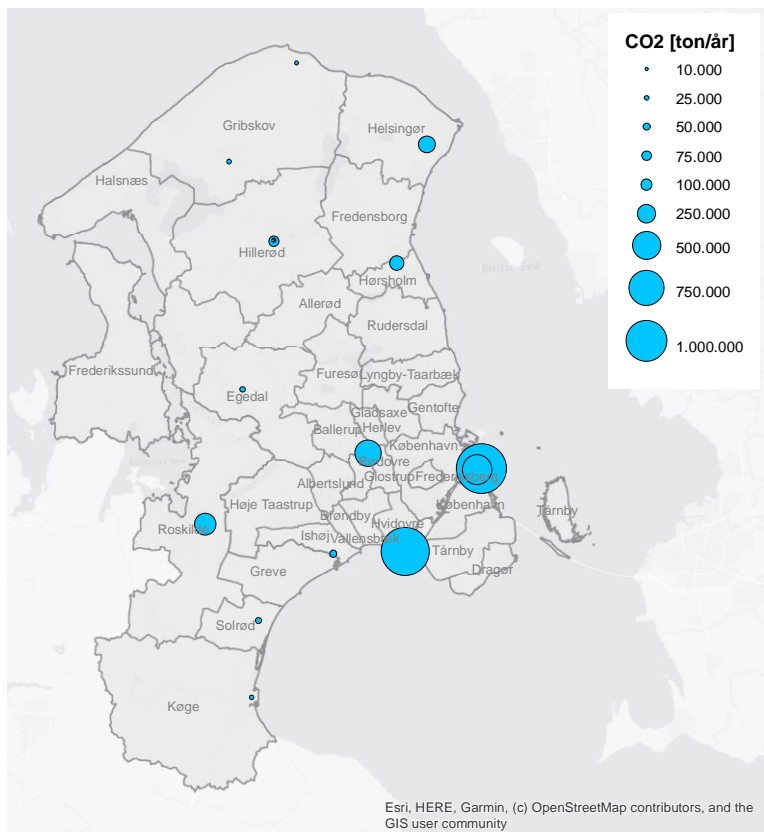 CO2 [ton/år]
10.000
25.000
50.000
75.000
100.000
250.000
500.000
750.000
1.000.000
Gribskov
Helsingør
Halsnæs
Fredensborg
Hillerød
Baltic Sea
Hørsholm
Allerød
Rudersdal
Frederikssund
Furesø
Lyngby-Taarbæk
Egedal
Gladsaxe
Gentofte
Ballerup
Herlev
København
Rødovre
Glostrup
Frederiksberg
Albertslund
Høje Taastrup
København
Tårnby
Brøndby
Hvidovre
Roskilde
Ishøj
Vallensbæk
Tårnby
Greve
Dragør
Solrød
Køge
Esri, HERE, Garmin, (c) OpenStreetMap contributors, and the
GIS user community